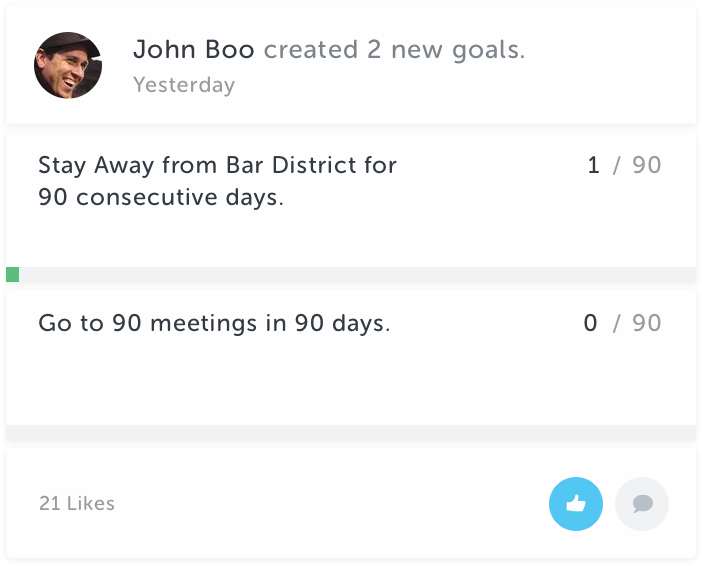 John Boo created 2 new goals.
Yesterday
Stay Away from Bar District for
90 consecutive days.
1 / 90
Go to 90 meetings in 90 days.
0 / 90
21 Likes